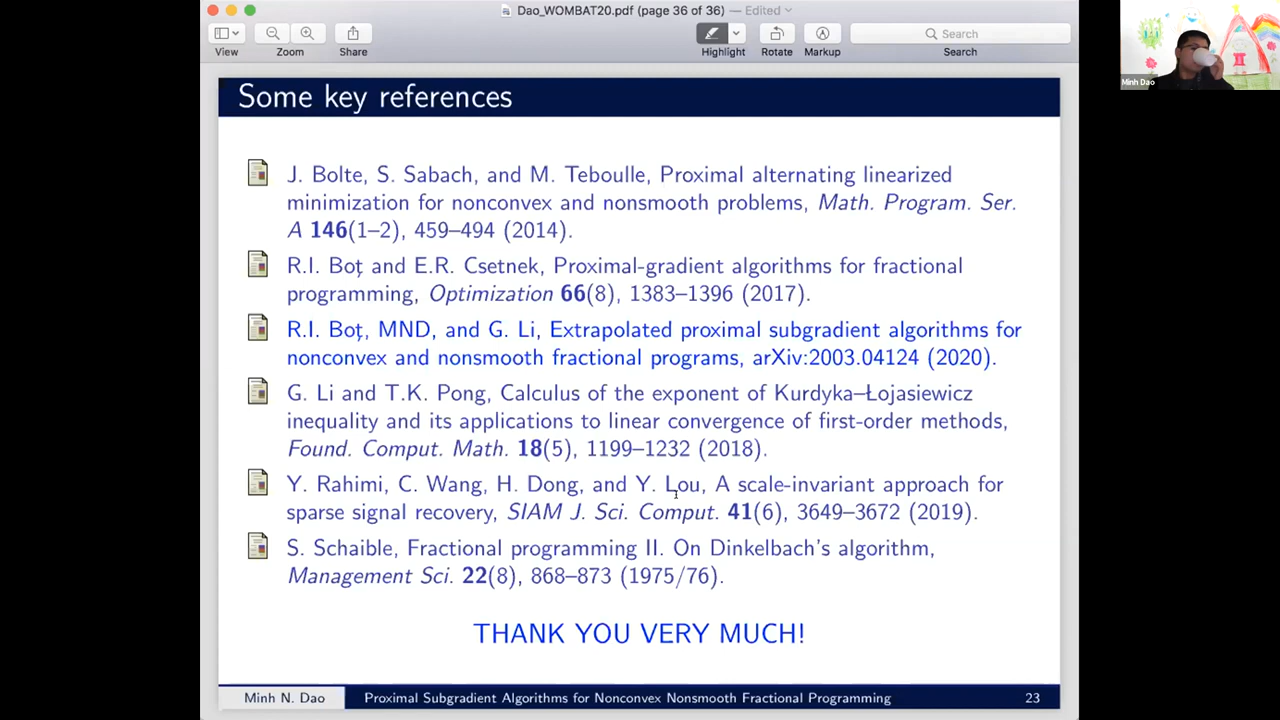 Dao_WOMBAT20.pdf (page 36 of 36) — Edited
View
Zoom
Share
Highlight
Rotate
Markup
Search
Search
Minh Dao
Some key references
J. Bolte, S. Sabach, and M. Teboulle, Proximal alternating linearized
minimization for nonconvex and nonsmooth problems, Math. Program. Ser.
A 146(1–2), 459–494 (2014).
R.I. Boț and E.R. Csetnek, Proximal-gradient algorithms for fractional
programming, Optimization 66(8), 1383–1396 (2017).
R.I. Boț, MND, and G. Li, Extrapolated proximal subgradient algorithms for
nonconvex and nonsmooth fractional programs, arXiv:2003.04124 (2020).
G. Li and T.K. Pong, Calculus of the exponent of Kurdyka–Łojasiewicz
inequality and its applications to linear convergence of first-order methods,
Found. Comput. Math. 18(5), 1199–1232 (2018).
Y. Rahimi, C. Wang, H. Dong, and Y. Lou, A scale-invariant approach for
sparse signal recovery, SIAM J. Sci. Comput. 41(6), 3649–3672 (2019).
S. Schaible, Fractional programming II. On Dinkelbach's algorithm,
Management Sci. 22(8), 868–873 (1975/76).
THANK YOU VERY MUCH!
Minh N. Dao
Proximal Subgradient Algorithms for Nonconvex Nonsmooth Fractional Programming
23